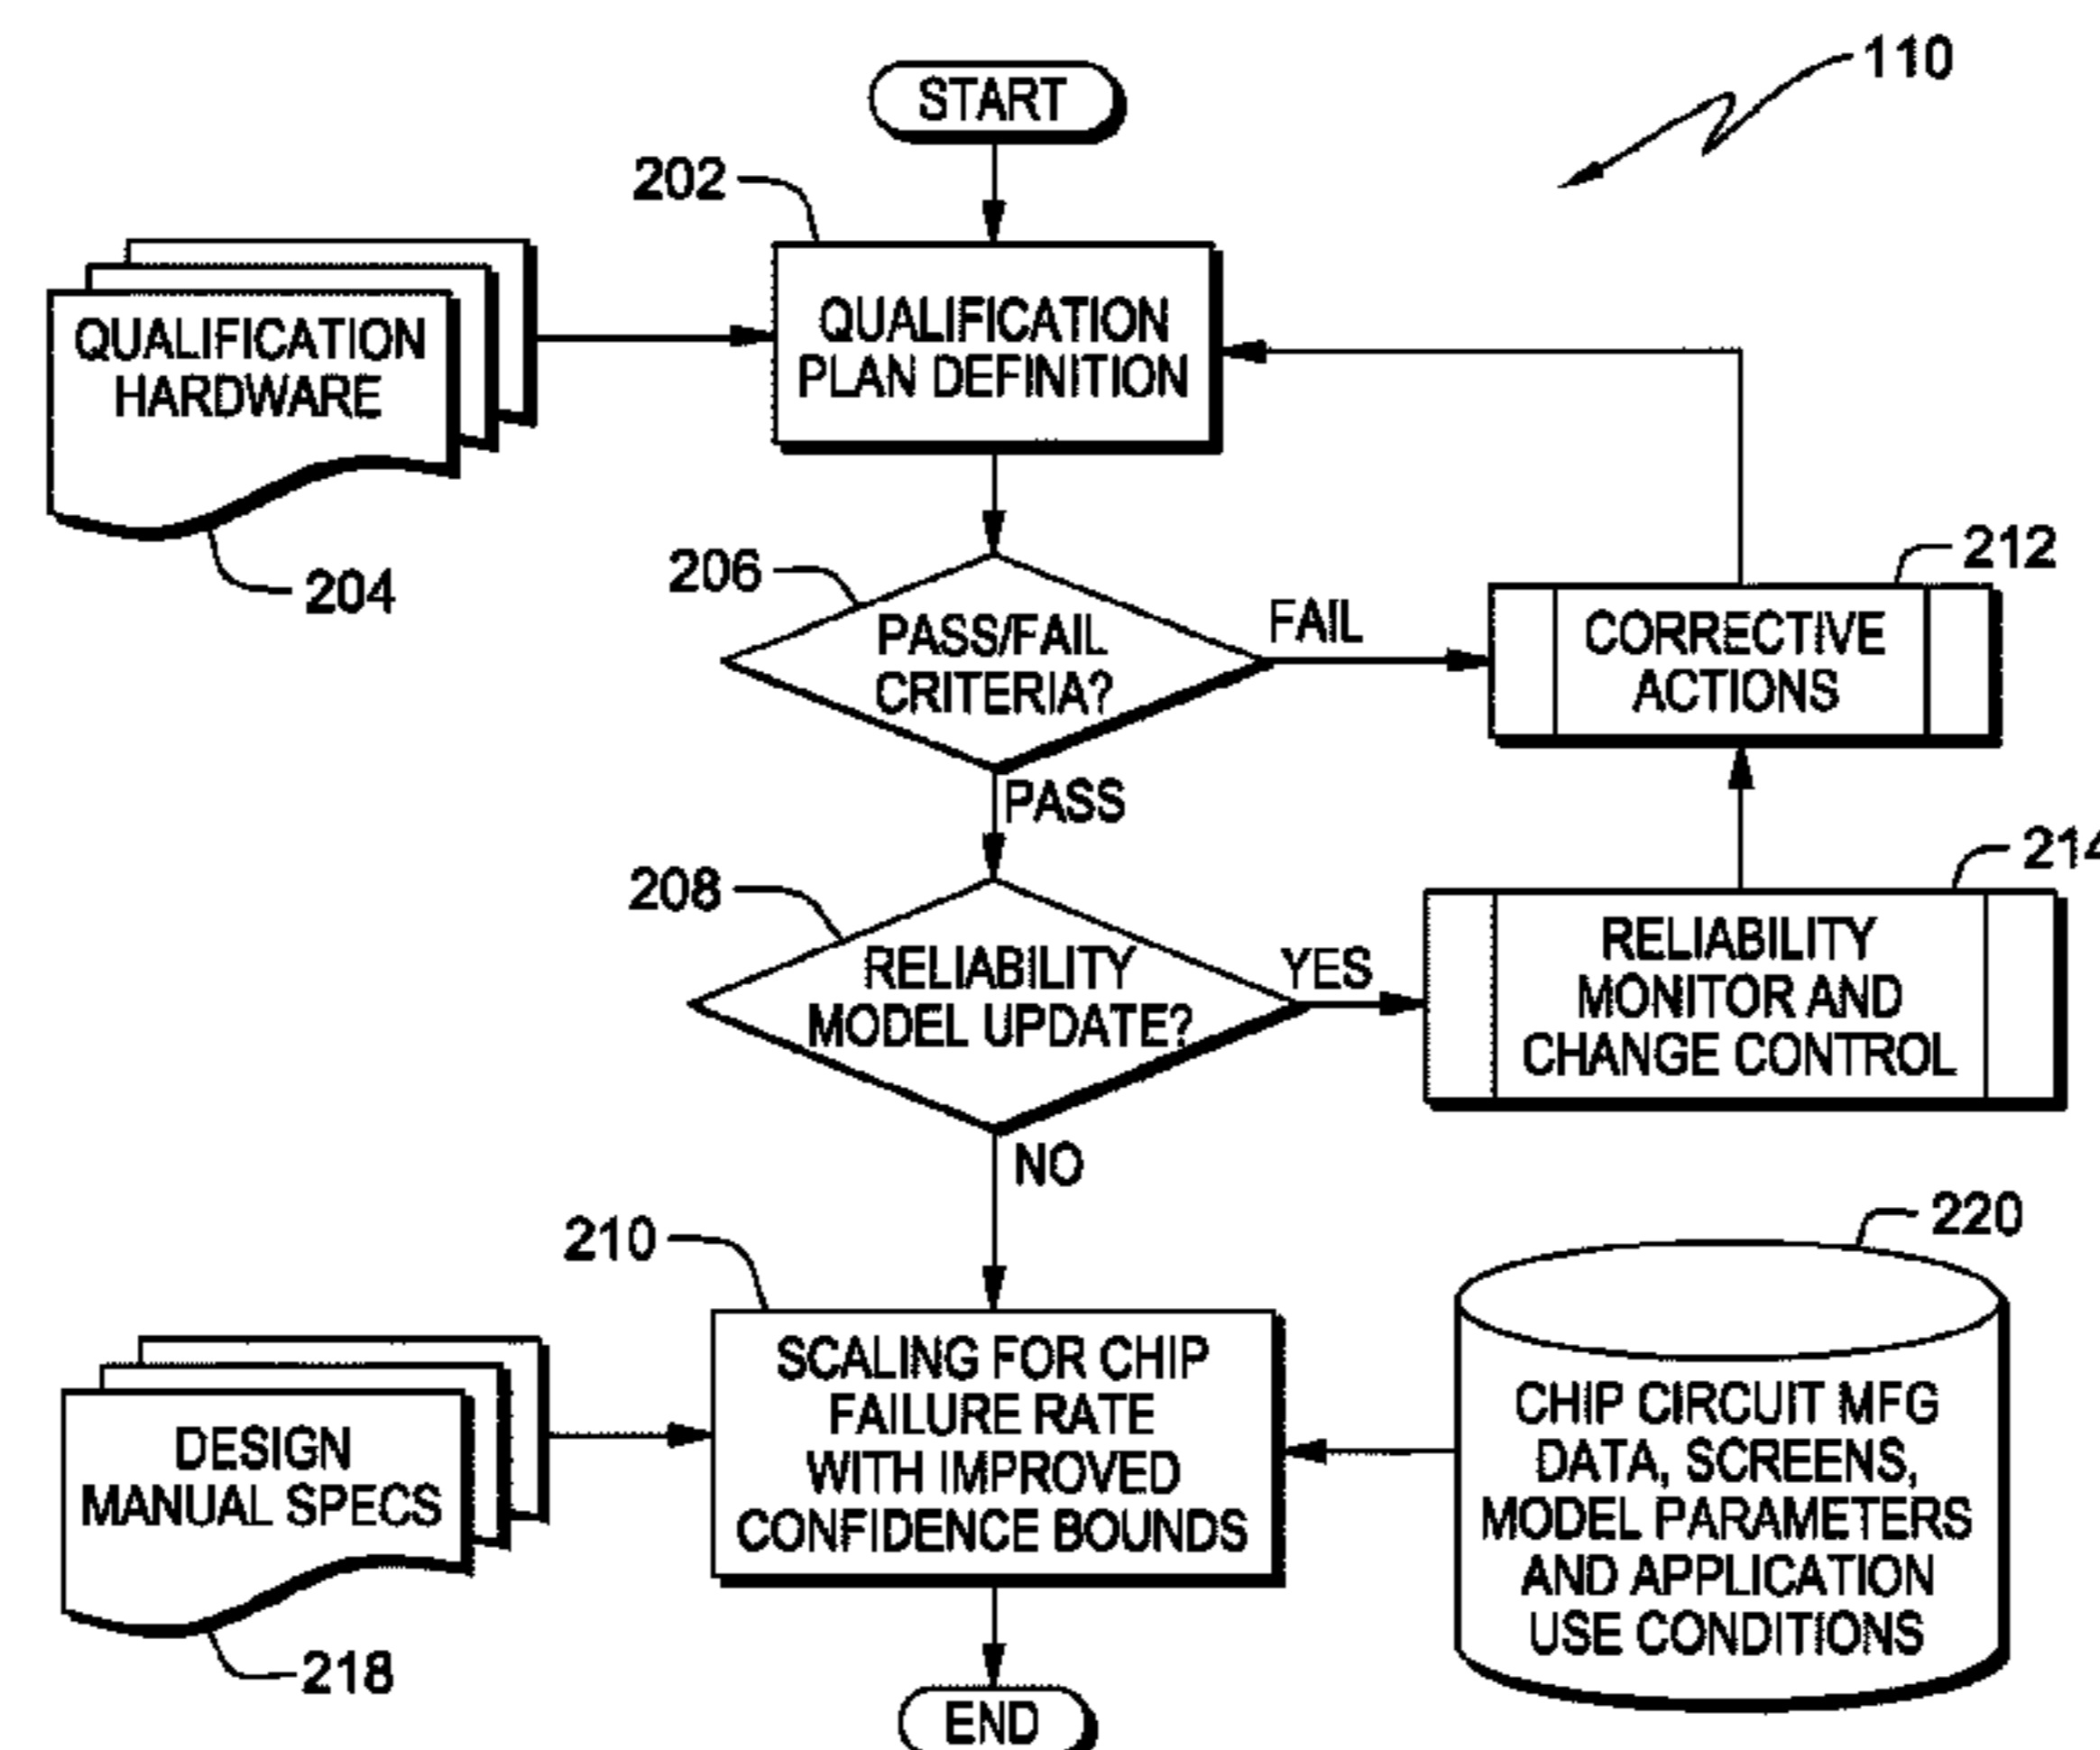 110
START
202
QUALIFICATION
PLAN DEFINITION
QUALIFICATION
HARDWARE
204
206
PASS/FAIL
CRITERIA?
FAIL
212
CORRECTIVE
ACTIONS
PASS
208
RELIABILITY
MODEL UPDATE?
YES
214
RELIABILITY
MONITOR AND
CHANGE CONTROL
NO
210
SCALING FOR CHIP
FAILURE RATE
WITH IMPROVED
CONFIDENCE BOUNDS
DESIGN
MANUAL SPECS
218
220
CHIP CIRCUIT MFG
DATA, SCREENS,
MODEL PARAMETERS
AND APPLICATION
USE CONDITIONS
END